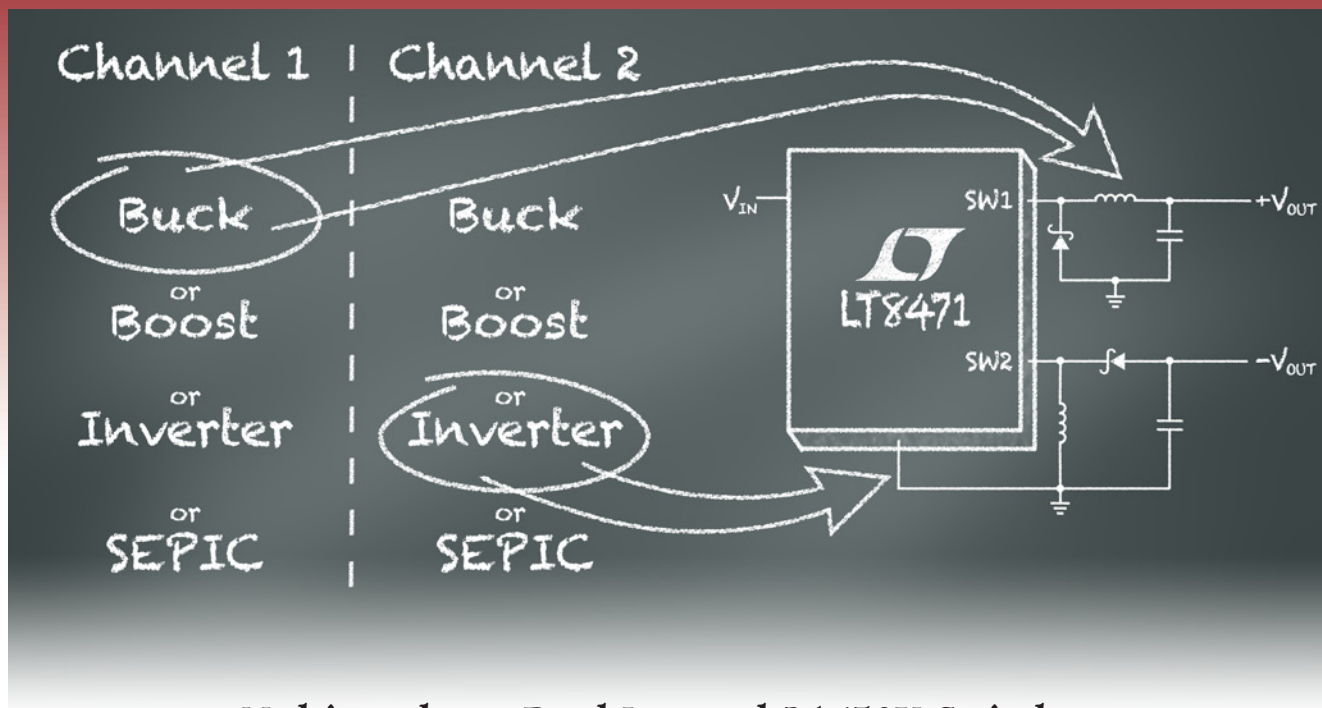 Channel 1
Channel 2
Buck
or
Boost
or
Inverter
or
SEPIC
Buck
or
Boost
or
Inverter
or
SEPIC
VIN
SW1
LT8471
SW2
+VOUT
-VOUT